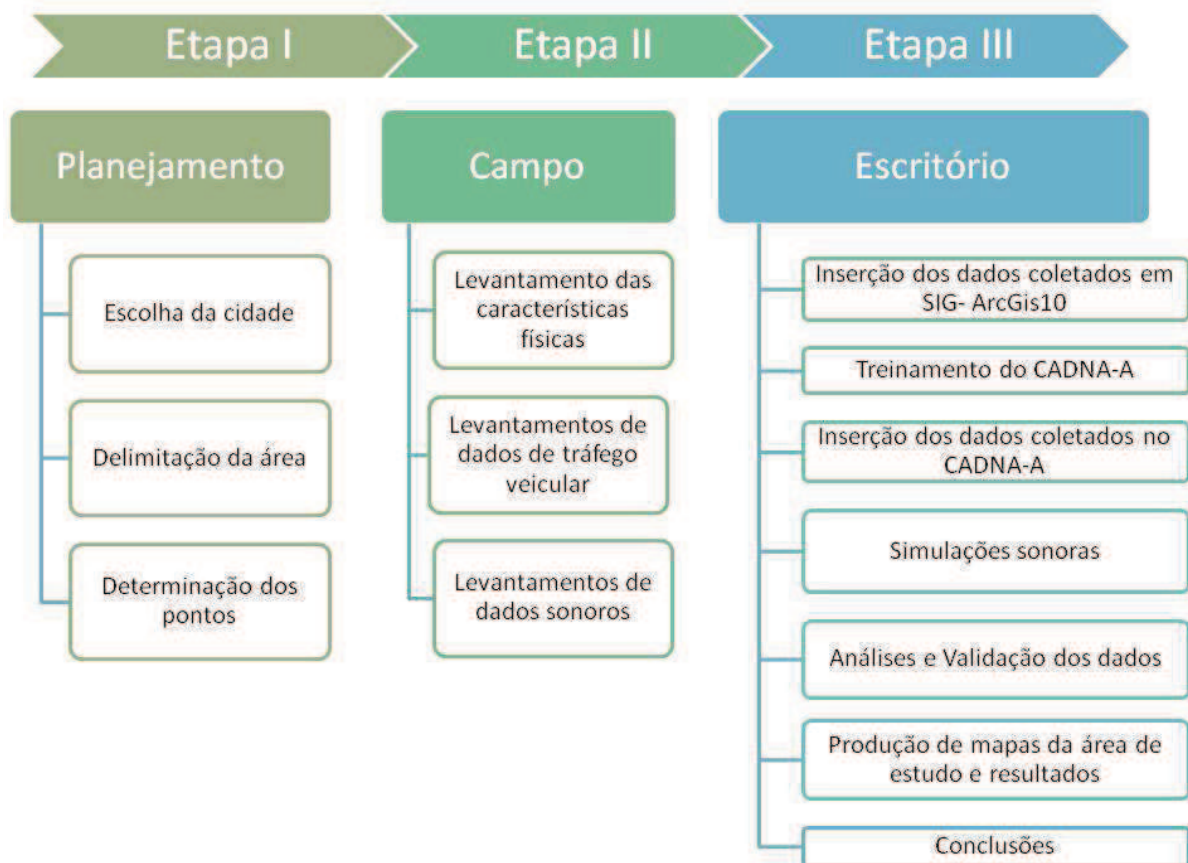 Etapa I
Etapa II
Etapa III
Planejamento
Escolha da cidade
Delimitação da área
Determinação dos
pontos
Campo
Levantamento das
características
físicas
Levantamentos de
dados de tráfego
veicular
Levantamentos de
dados sonoros
Escritório
Inserção dos dados coletados em
SIG- ArcGis10
Treinamento do CADNA-A
Inserção dos dados coletados no
CADNA-A
Simulações sonoras
Análises e Validação dos dados
Produção de mapas da área de
estudo e resultados
Conclusões